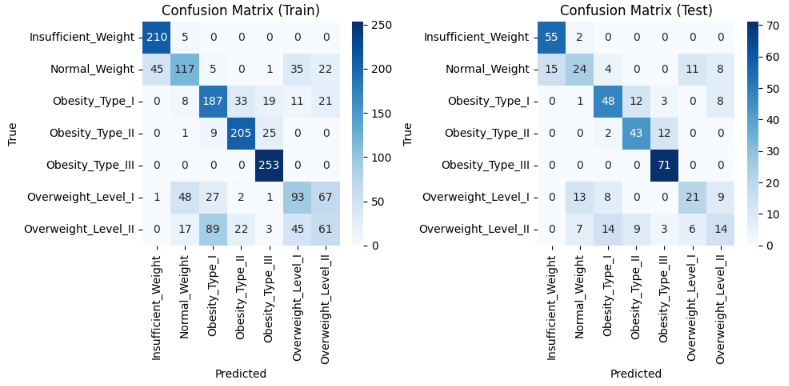 Confusion Matrix (Train)
Insufficient_Weight 210 5 0 0 0 0 0
Normal_Weight 45 117 5 0 1 35 22
Obesity_Type_I 0 8 187 33 19 11 21
Obesity_Type_II 0 1 9 205 25 0 0
Obesity_Type_III 0 0 0 0 253 0 0
Overweight_Level_I 1 48 27 2 1 93 67
Overweight_Level_II 0 17 89 22 3 45 61
True
Insufficient_Weight
Normal_Weight
Obesity_Type_I
Obesity_Type_II
Obesity_Type_III
Overweight_Level_I
Overweight_Level_II
Predicted
250
200
150
100
50
0
Confusion Matrix (Test)
Insufficient_Weight 55 2 0 0 0 0 0
Normal_Weight 15 24 4 0 0 11 8
Obesity_Type_I 0 1 48 12 3 0 8
Obesity_Type_II 0 0 2 43 12 0 0
Obesity_Type_III 0 0 0 0 71 0 0
Overweight_Level_I 0 13 8 0 0 21 9
Overweight_Level_II 0 7 14 9 3 6 14
True
Insufficient_Weight
Normal_Weight
Obesity_Type_I
Obesity_Type_II
Obesity_Type_III
Overweight_Level_I
Overweight_Level_II
Predicted
70
60
50
40
30
20
10
0